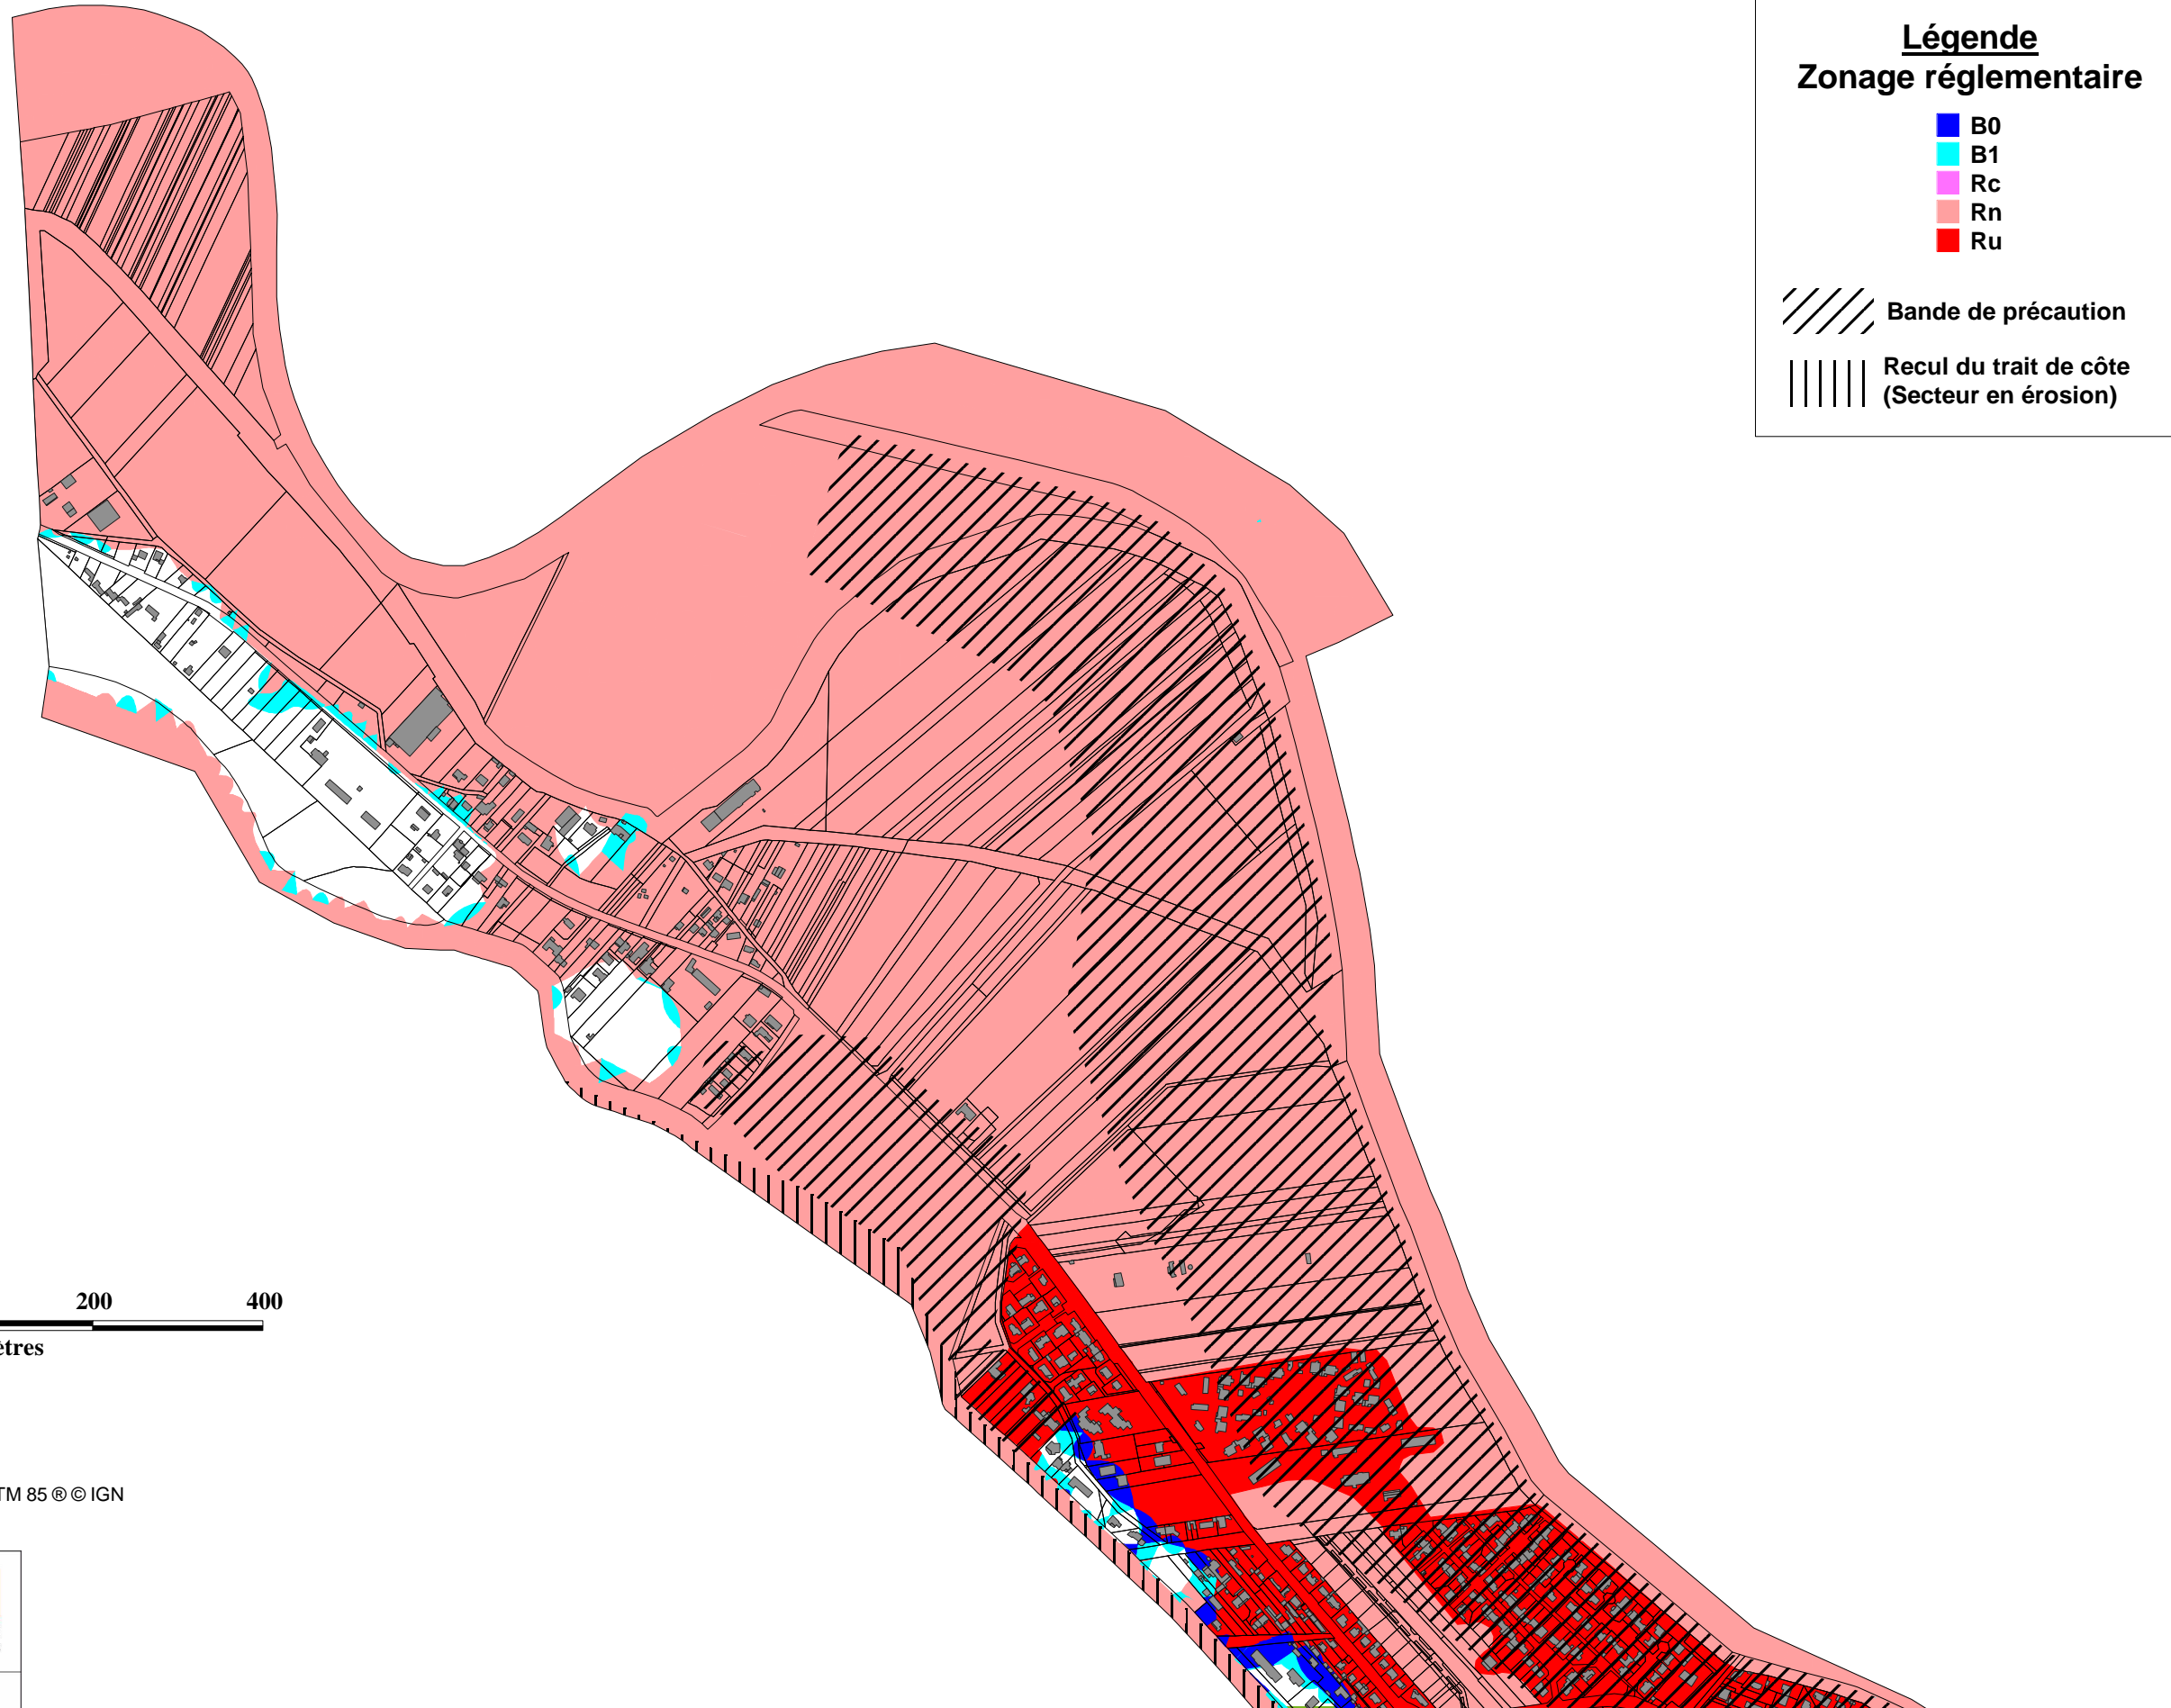 Légende
Zonage réglementaire
B0
B1
Rc
Rn
Ru
Bande de précaution
Recul du trait de côte
(Secteur en érosion)
200 400
TM 85 ® © IGN